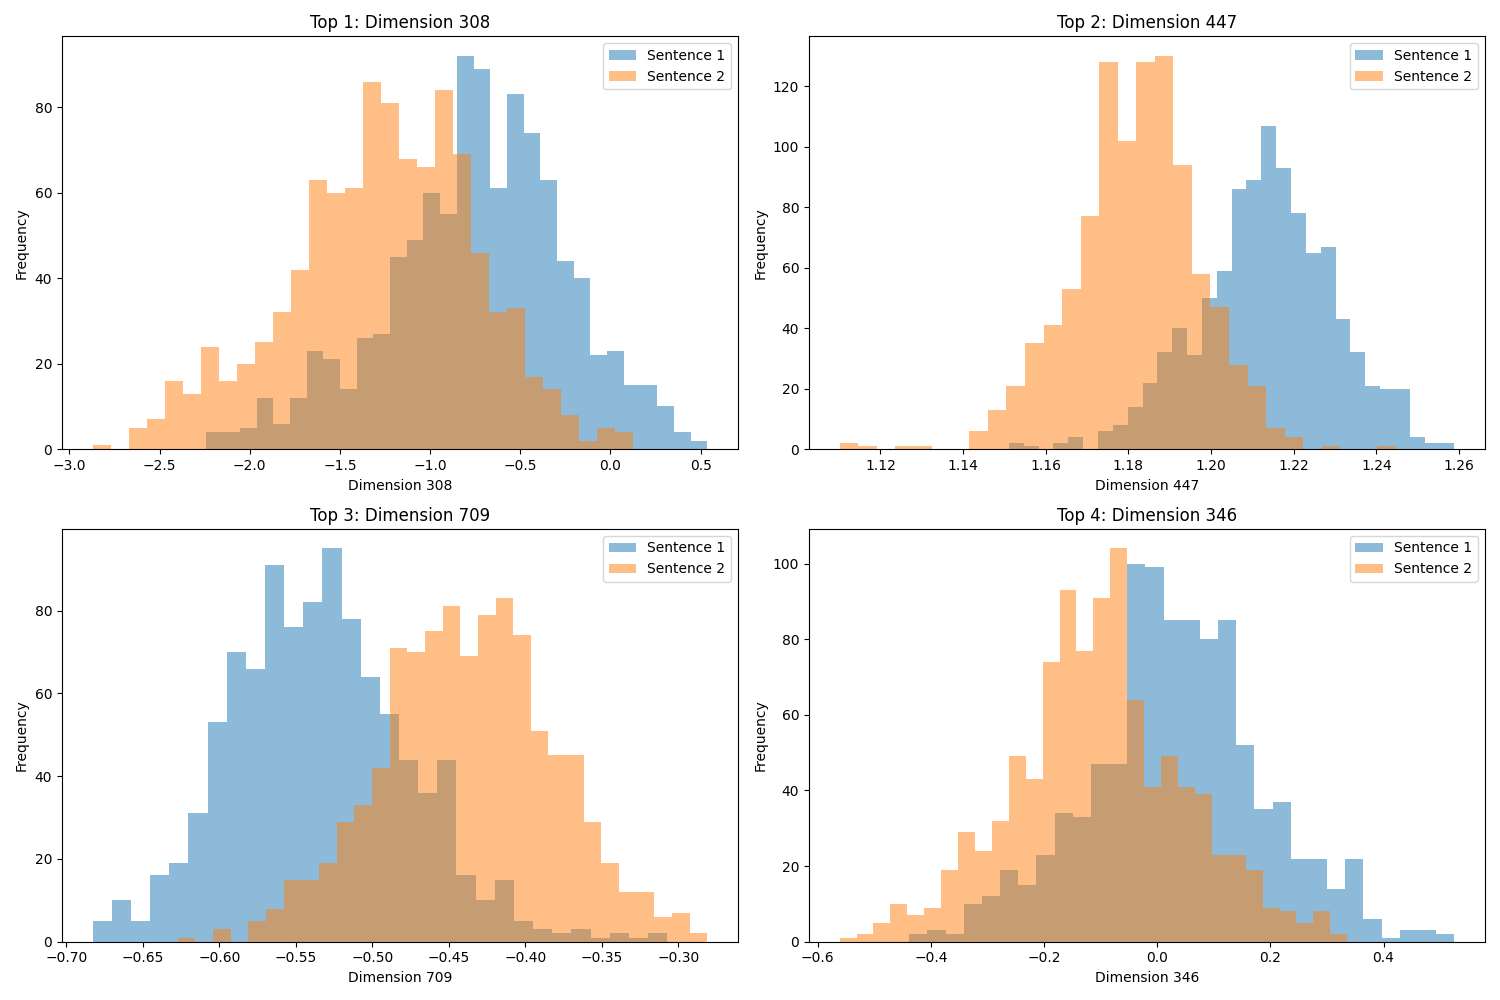 Top 1: Dimension 308
Sentence 1
Sentence 2
Frequency
80
60
40
20
0
−3.0 −2.5 −2.0 −1.5 −1.0 −0.5 0.0 0.5
Dimension 308
Top 2: Dimension 447
Sentence 1
Sentence 2
Frequency
120
100
80
60
40
20
0
1.12 1.14 1.16 1.18 1.20 1.22 1.24 1.26
Dimension 447
Top 3: Dimension 709
Sentence 1
Sentence 2
Frequency
80
60
40
20
0
−0.70 −0.65 −0.60 −0.55 −0.50 −0.45 −0.40 −0.35 −0.30
Dimension 709
Top 4: Dimension 346
Sentence 1
Sentence 2
Frequency
100
80
60
40
20
0
−0.6 −0.4 −0.2 0.0 0.2 0.4
Dimension 346